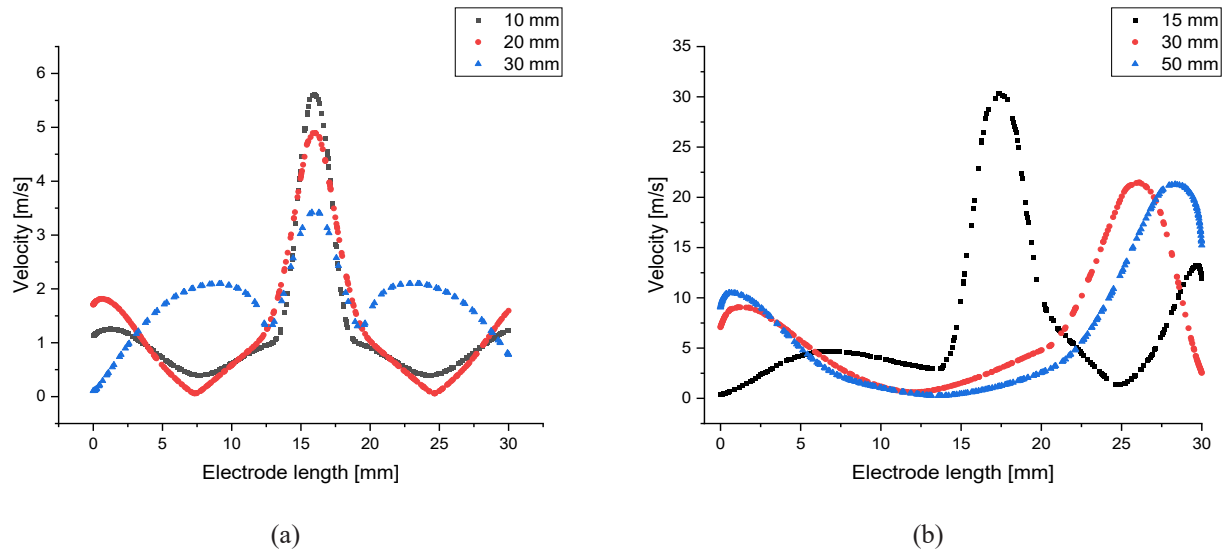 10 mm
20 mm
30 mm
6
5
4
3
2
1
0
Velocity [m/s]
0 5 10 15 20 25 30
Electrode length [mm]
(a)
15 mm
30 mm
50 mm
35
30
25
20
15
10
5
0
Velocity [m/s]
0 5 10 15 20 25 30
Electrode length [mm]
(b)